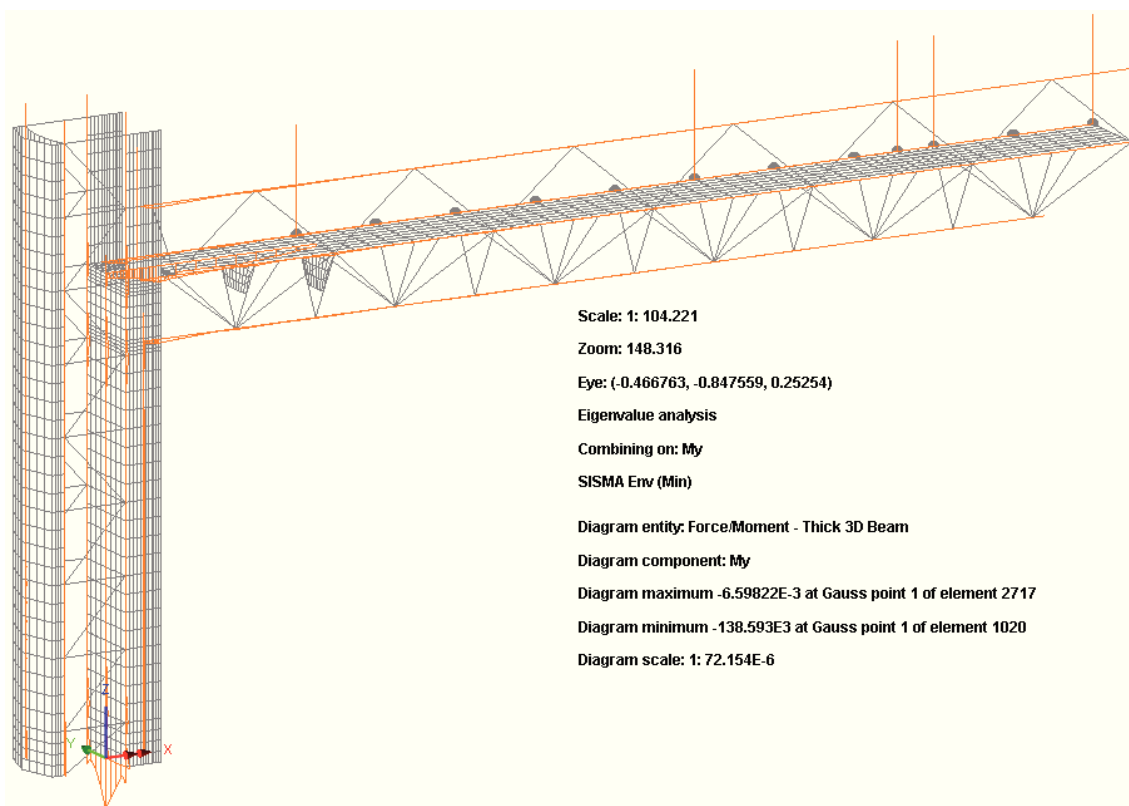 Scale: 1: 104.221
Zoom: 148.316
Eye: (-0.466763, -0.847559, 0.25254)
Eigenvalue analysis
Combining on: My
SISMA Env (Min)
Diagram entity: Force/Moment - Thick 3D Beam
Diagram component: My
Diagram maximum -6.59822E-3 at Gauss point 1 of element 2717
Diagram minimum -138.593E3 at Gauss point 1 of element 1020
Diagram scale: 1: 72.154E-6
Z
Y
X